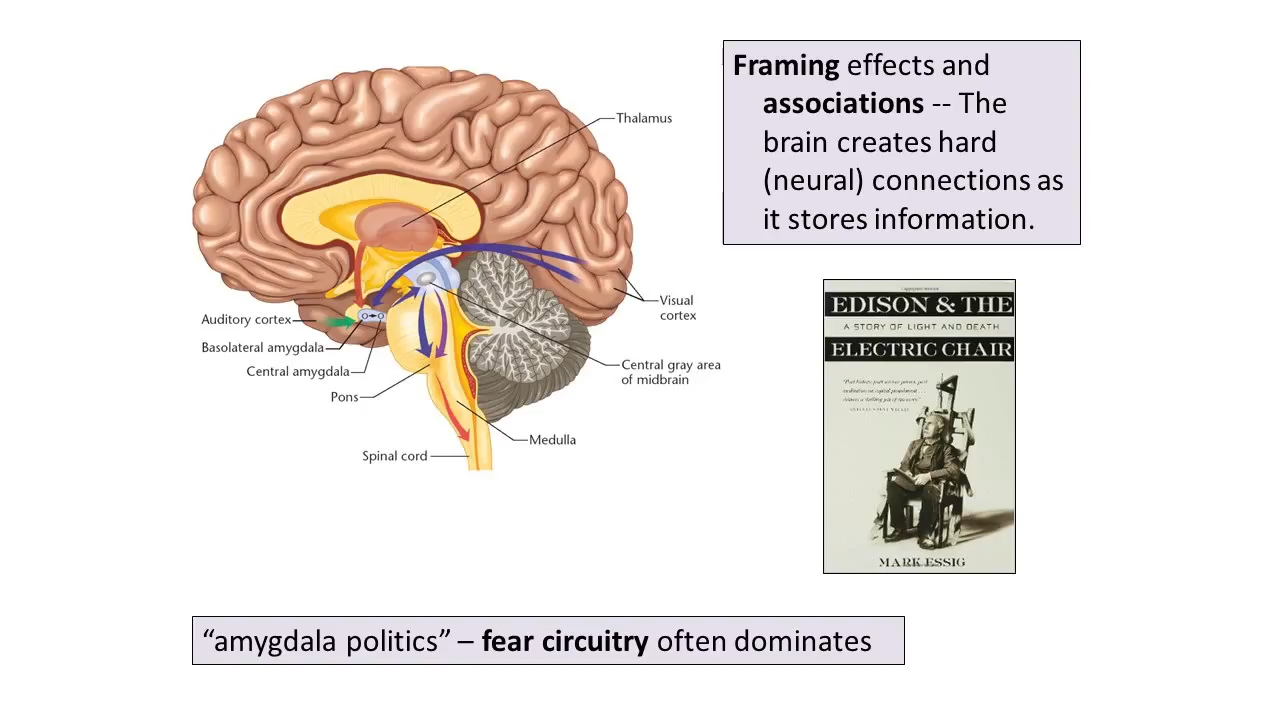 Framing effects and
associations -- The
brain creates hard
(neural) connections as
it stores information.
Thalamus
Visual
cortex
Auditory cortex
Basolateral amygdala
Central amygdala
Central gray area
of midbrain
Pons
Medulla
Spinal cord
EDISON & THE
A STORY OF LIGHT AND DEATH
ELECTRIC CHAIR
MARK ESSIG
“amygdala politics” – fear circuitry often dominates